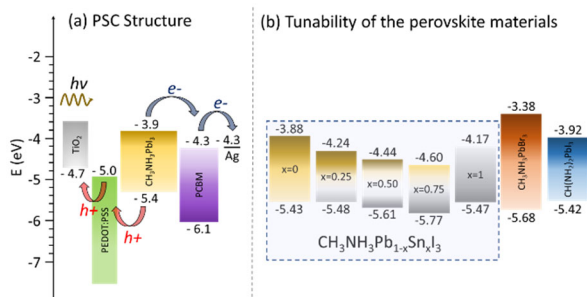 (a) PSC Structure
(b) Tunability of the perovskite materials
E (eV)
-2
-3
-4
-5
-6
-7
hν
e-
e-
TiO2
- 4.7
- 5.0
PEDOT:PSS
h+
h+
- 3.9
CH3NH3PbI3
- 5.4
- 4.3
PCBM
- 6.1
- 4.3
Ag
-3.88
x=0
-5.43
-4.24
x=0.25
-5.48
-4.44
x=0.50
-5.61
-4.60
x=0.75
-5.77
-4.17
x=1
-5.47
CH3NH3Pb1-xSnxI3
-3.38
CH3NH3PbBr3
-5.68
-3.92
CH(NH2)2PbI3
-5.42